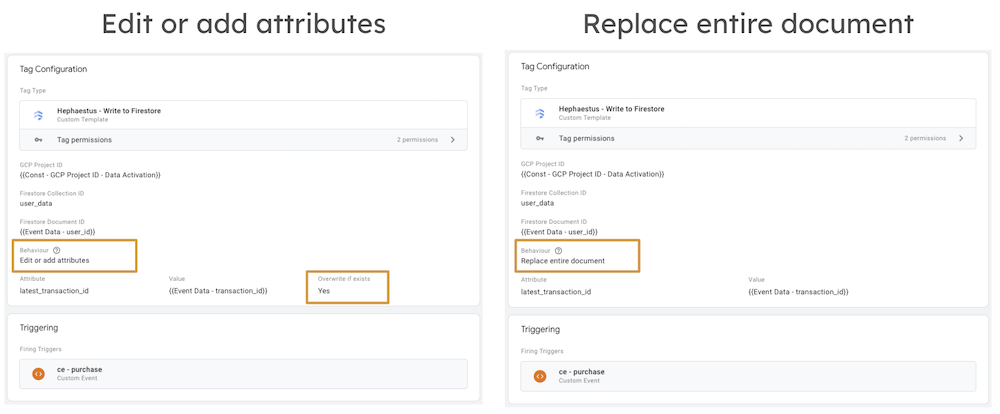 Edit or add attributes
Tag Configuration
Tag Type
Hephaestus - Write to Firestore
Custom Template
Tag permissions
2 permissions
GCP Project ID
{{Const - GCP Project ID - Data Activation}}
Firestore Collection ID
user_data
Firestore Document ID
{{Event Data - user_id}}
Behaviour
Edit or add attributes
Attribute Value Overwrite if exists
latest_transaction_id {{Event Data - transaction_id}} Yes
Triggering
Firing Triggers
ce - purchase
Custom Event
Replace entire document
Tag Configuration
Tag Type
Hephaestus - Write to Firestore
Custom Template
Tag permissions
2 permissions
GCP Project ID
{{Const - GCP Project ID - Data Activation}}
Firestore Collection ID
user_data
Firestore Document ID
{{Event Data - user_id}}
Behaviour
Replace entire document
Attribute Value
latest_transaction_id {{Event Data - transaction_id}}
Triggering
Firing Triggers
ce - purchase
Custom Event